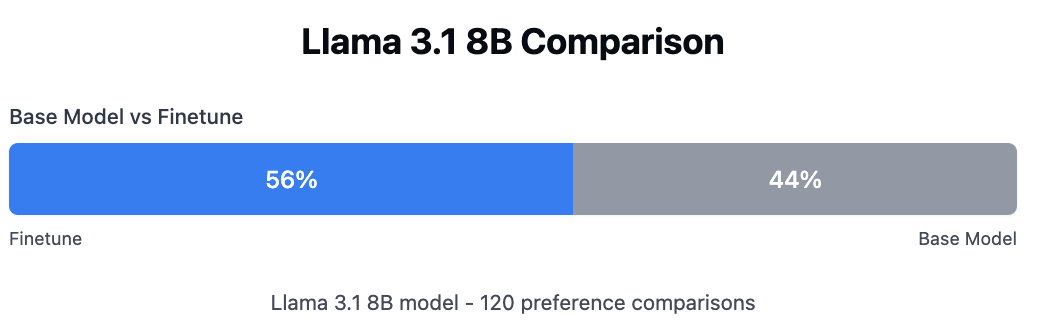 Llama 3.1 8B Comparison
Base Model vs Finetune
56% 44%
Finetune Base Model
Llama 3.1 8B model - 120 preference comparisons